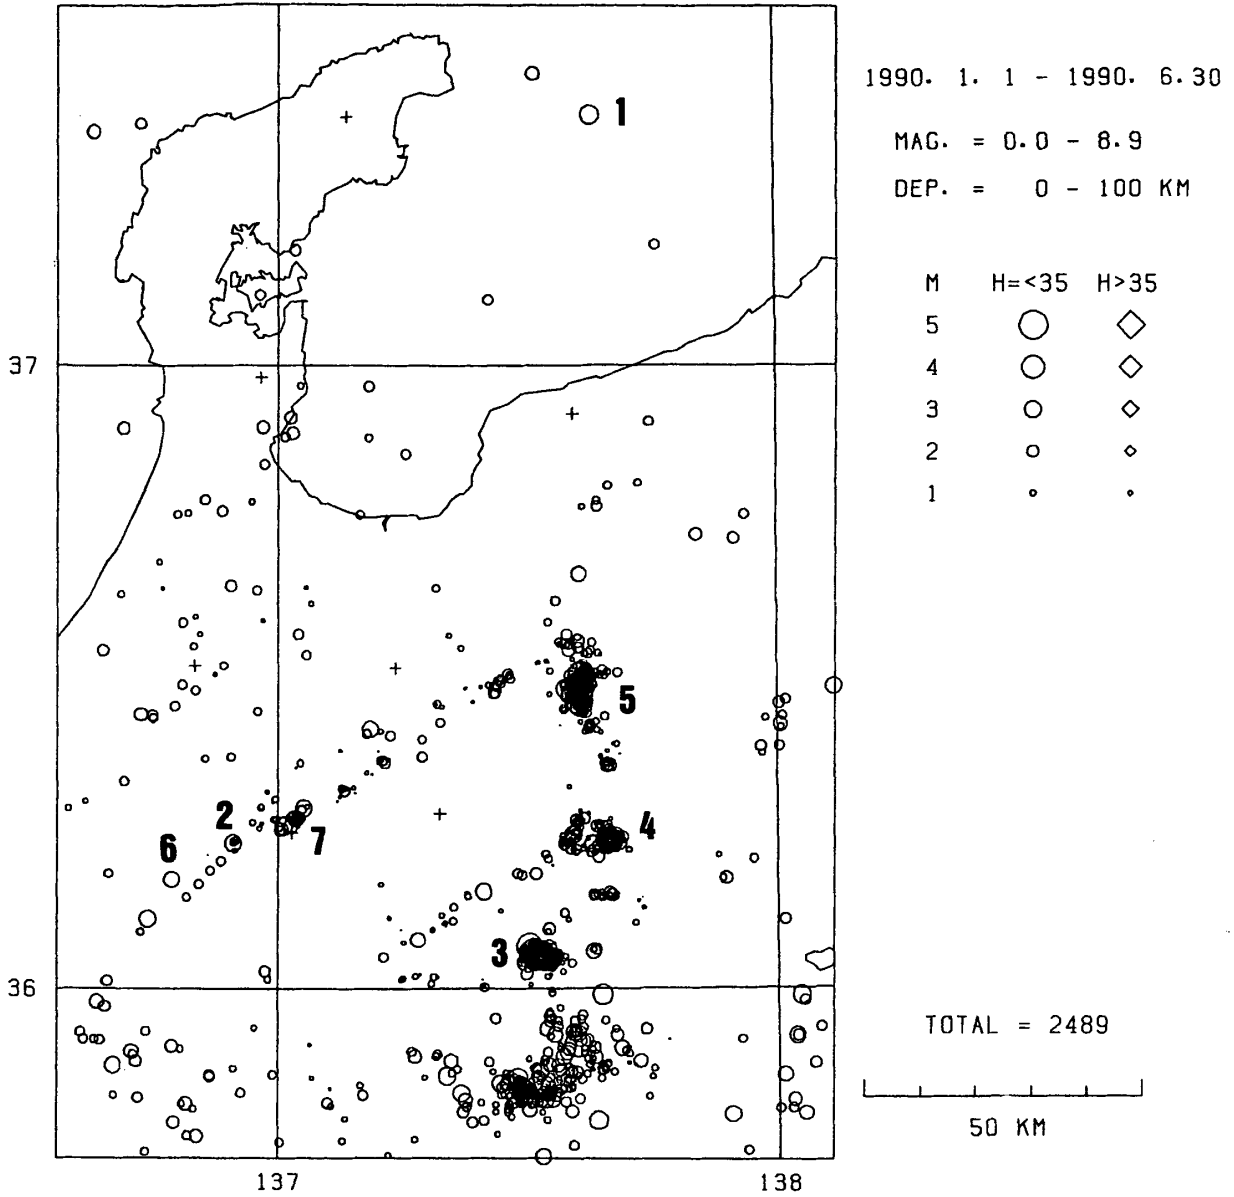 1990. 1. 1 - 1990. 6.30
MAG. = 0.0 - 8.9
DEP. = 0 - 100 KM
M H=<35 H>35
5
4
3
2
1
1
37
5
4
2
7
6
3
36
TOTAL = 2489
50 KM
137
138